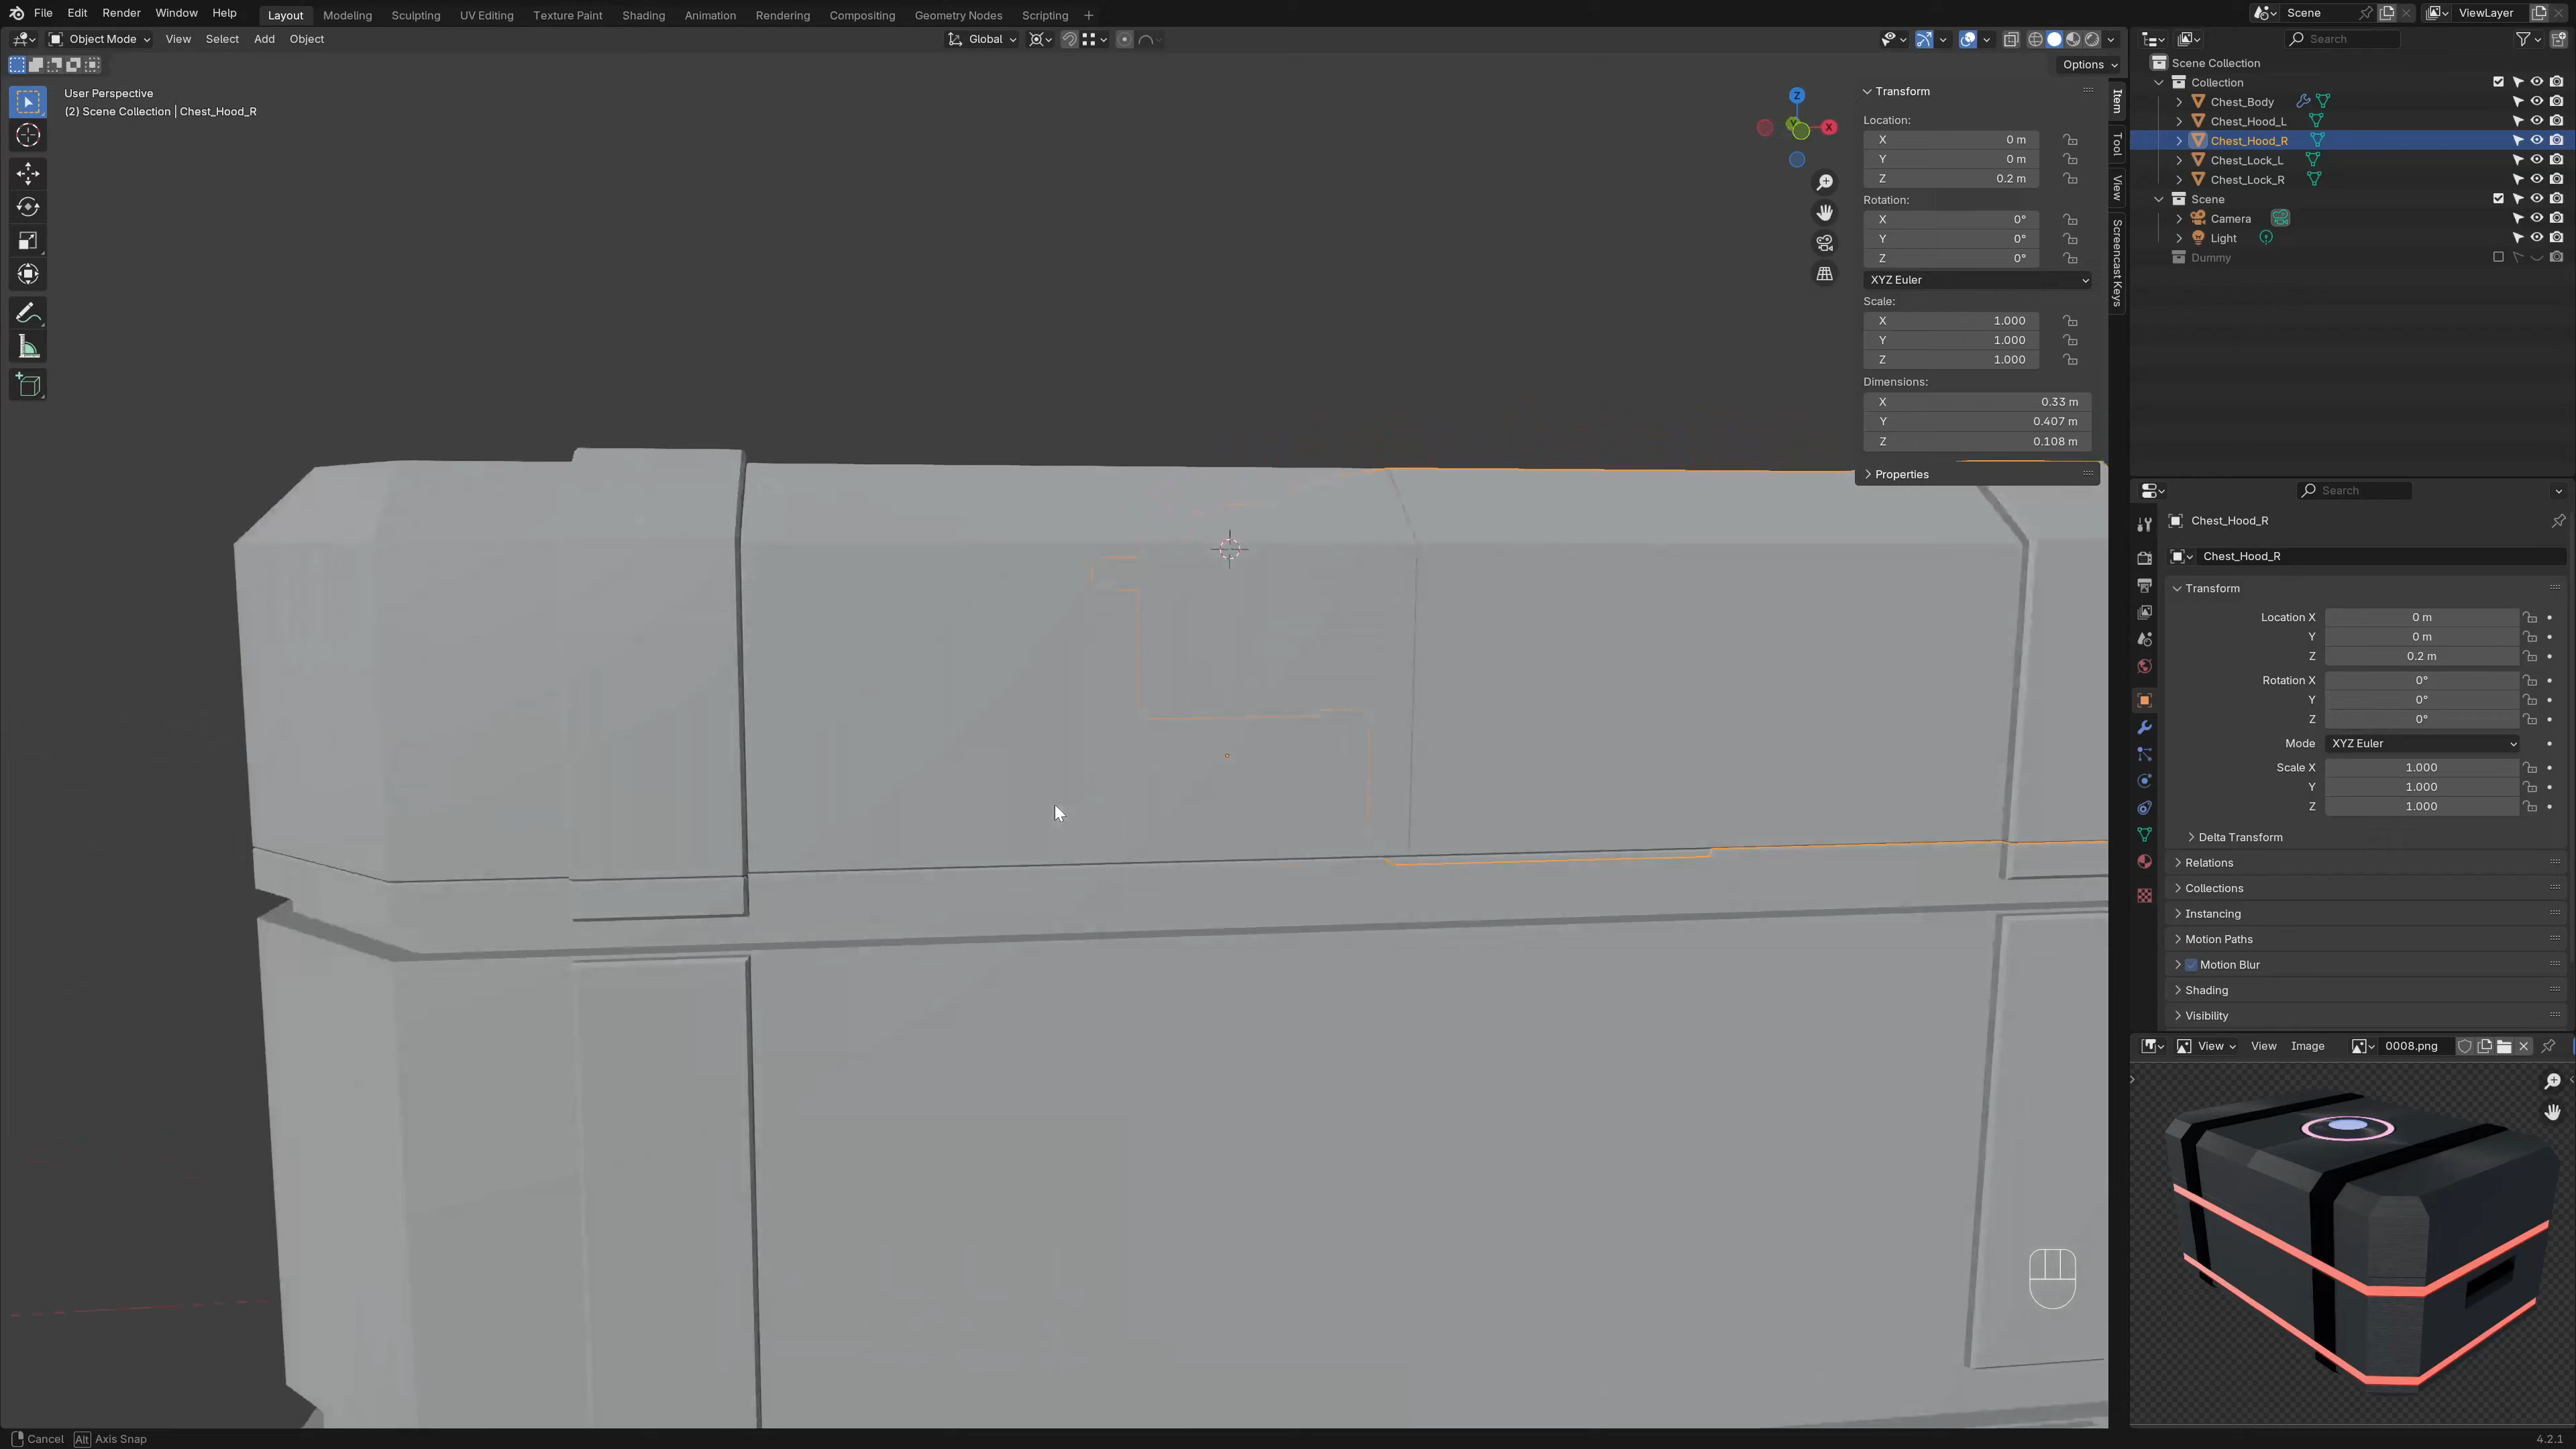 File Edit Render Window Help Layout Modeling Sculpting UV Editing Texture Paint Shading Animation Rendering Compositing Geometry Nodes Scripting + Scene ViewLayer
Object Mode View Select Add Object Global Search
Options
User Perspective
(2) Scene Collection | Chest_Hood_R
Z
Y
X
Transform
Location:
X 0 m
Y 0 m
Z 0.2 m
Rotation:
X 0°
Y 0°
Z 0°
XYZ Euler
Scale:
X 1.000
Y 1.000
Z 1.000
Dimensions:
X 0.33 m
Y 0.407 m
Z 0.108 m
Properties
Item
Tool
View
Screencast Keys
Scene Collection
Collection
Chest_Body
Chest_Hood_L
Chest_Hood_R
Chest_Lock_L
Chest_Lock_R
Scene
Camera
Light
Dummy
Search
Chest_Hood_R
Chest_Hood_R
Transform
Location X 0 m
Y 0 m
Z 0.2 m
Rotation X 0°
Y 0°
Z 0°
Mode XYZ Euler
Scale X 1.000
Y 1.000
Z 1.000
Delta Transform
Relations
Collections
Instancing
Motion Paths
Motion Blur
Shading
Visibility
View View Image 0008.png
Cancel Alt Axis Snap
4.2.1